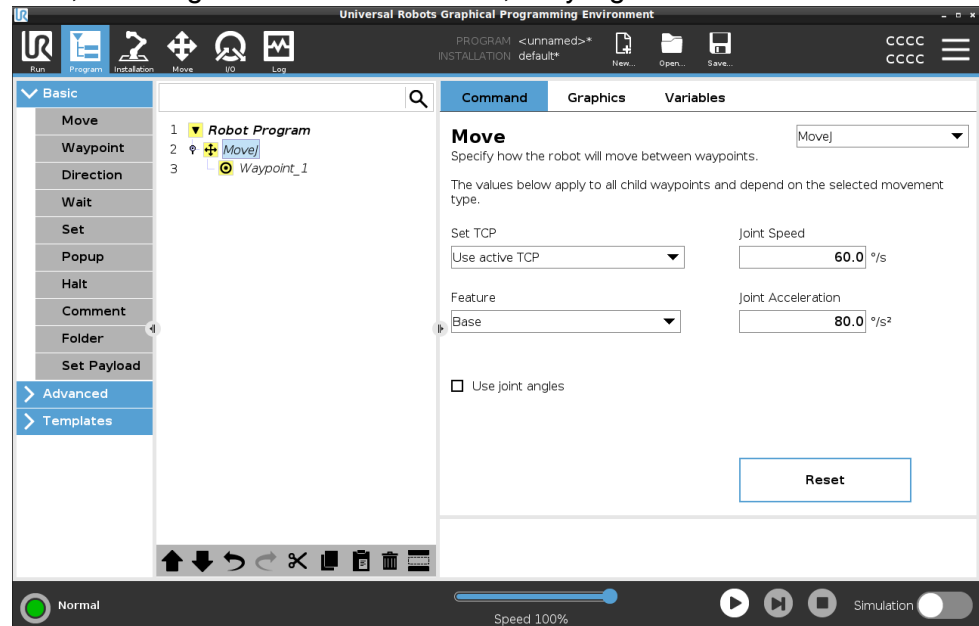 Universal Robots Graphical Programming Environment
UR
Run
Program
Installation
Move
I/O
Log
PROGRAM <unnamed>*
INSTALLATION default*
New...
Open...
Save...
CCCC
CCCC
Basic
Move
Waypoint
Direction
Wait
Set
Popup
Halt
Comment
Folder
Set Payload
Advanced
Templates
1 Robot Program
2 MoveJ
3 Waypoint_1
Command Graphics Variables
Move
MoveJ
Specify how the robot will move between waypoints.
The values below apply to all child waypoints and depend on the selected movement
type.
Set TCP
Joint Speed
Use active TCP
60.0 °/s
Feature
Joint Acceleration
Base
80.0 °/s²
Use joint angles
Reset
Normal
Speed 100%
Simulation